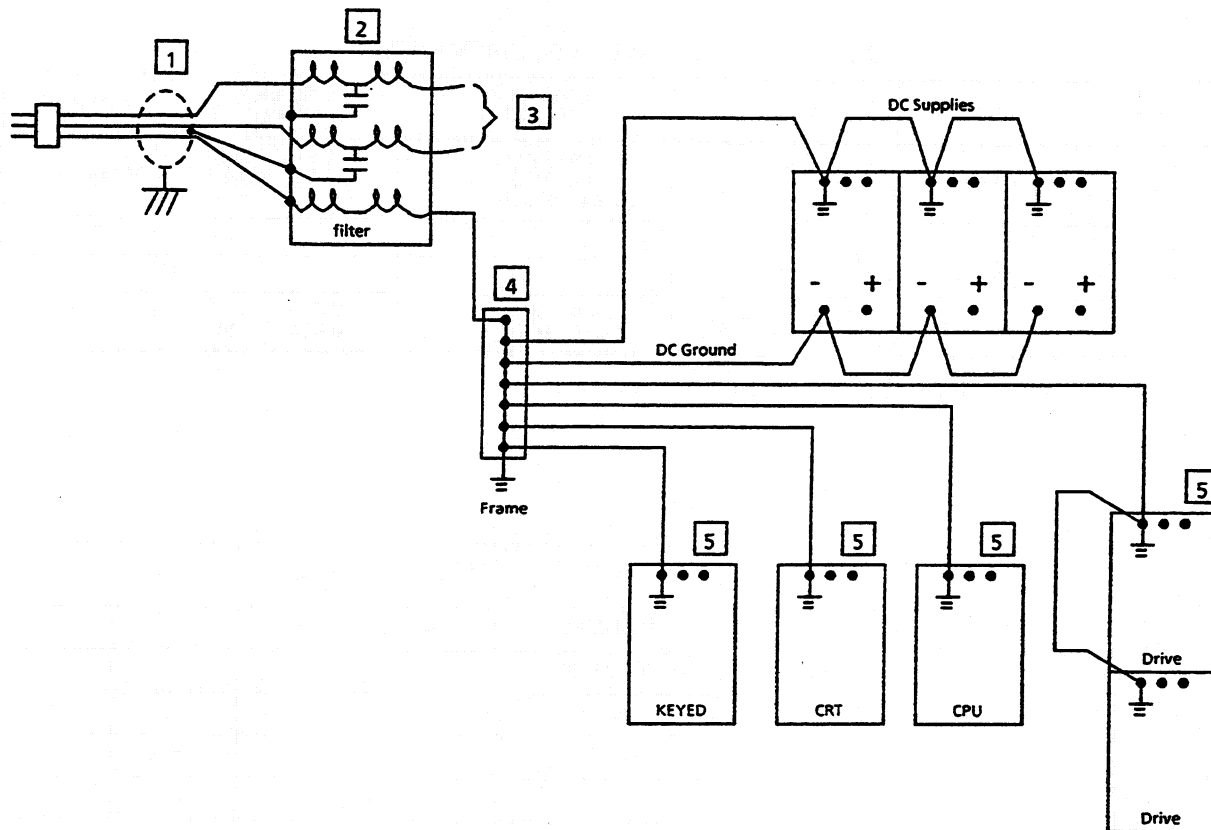 2
1
3
DC Supplies
filter
- + - + - +
4
DC Ground
Frame
5
5 5 5
Drive
KEYED CRT CPU
Drive